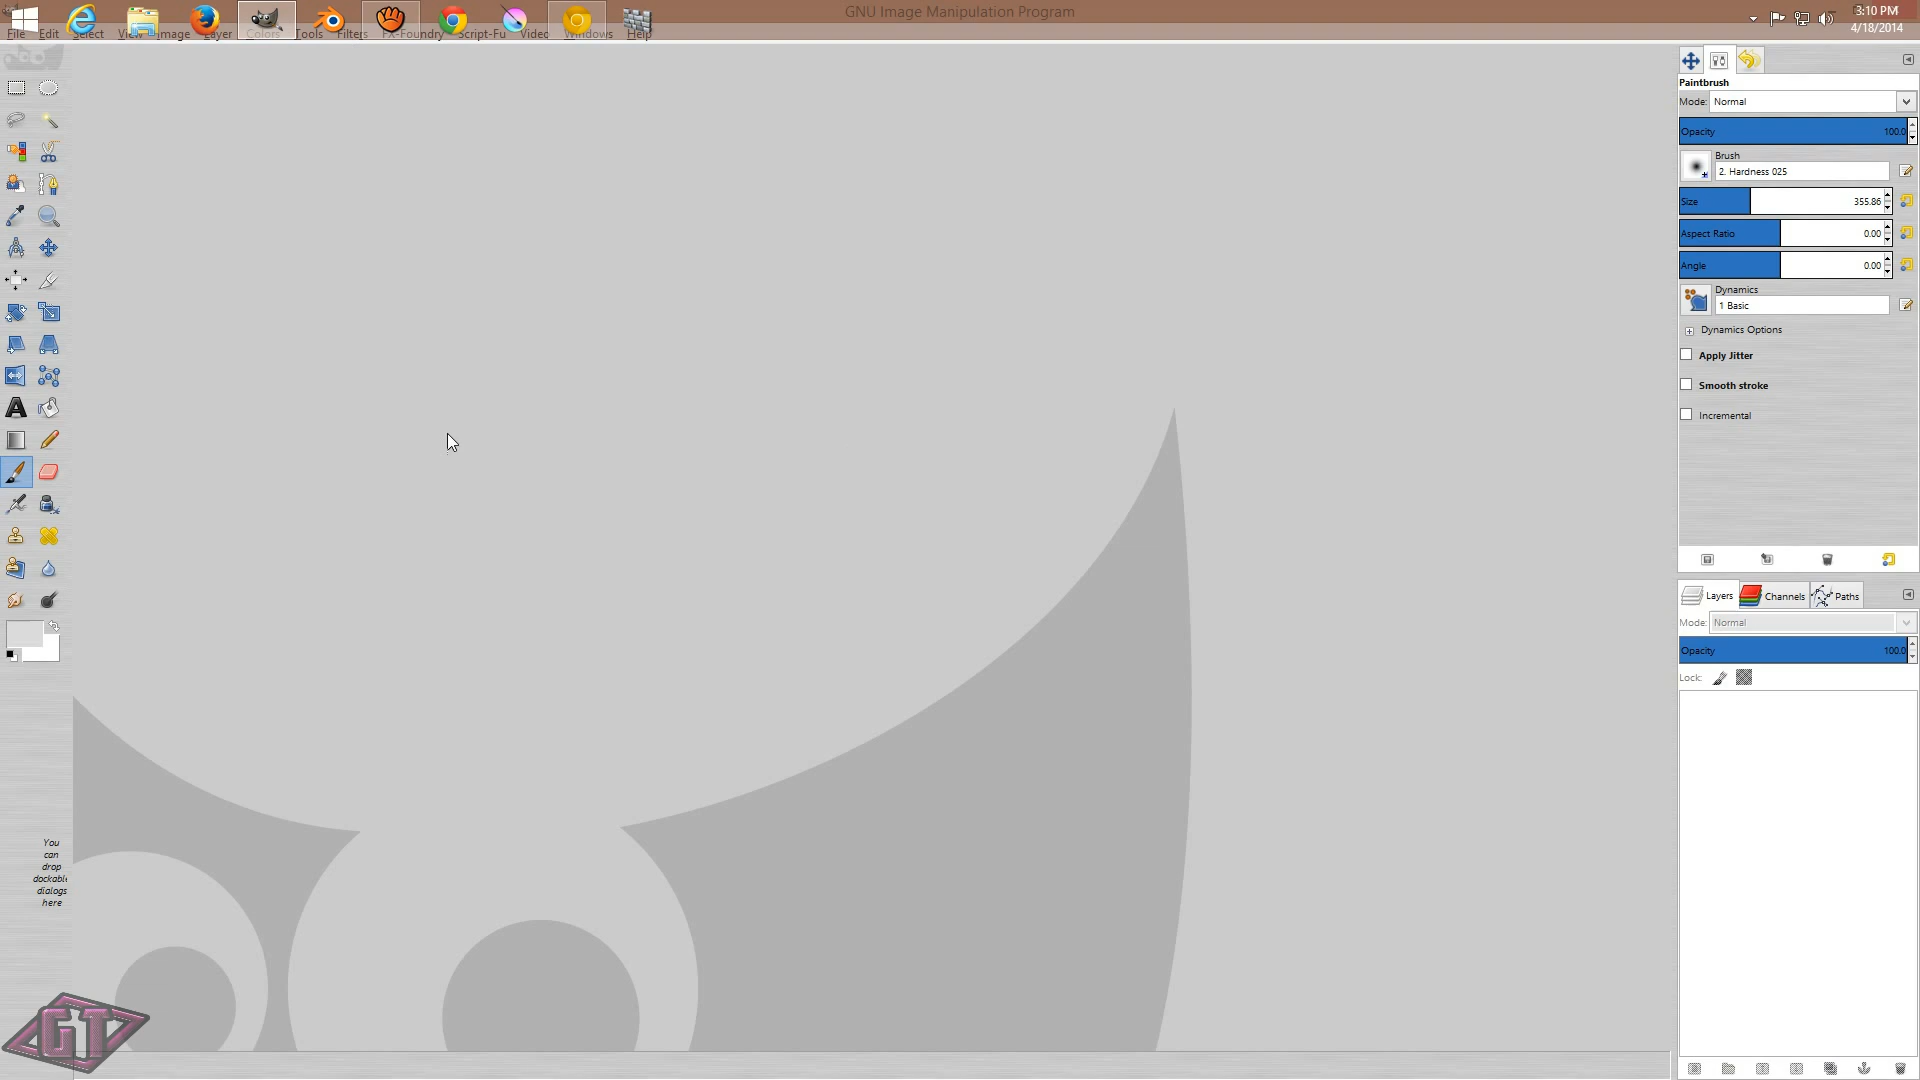 GNU Image Manipulation Program
3:10 PM
4/18/2014
File Edit Select View Image Layer Colors Tools Filters FX-Foundry Script-Fu Video Windows Help
Paintbrush
Mode: Normal
Opacity 100.0
Brush
2. Hardness 025
Size 355.86
Aspect Ratio 0.00
Angle 0.00
Dynamics
1 Basic
Dynamics Options
Apply Jitter
Smooth stroke
Incremental
Layers Channels Paths
Mode: Normal
Opacity 100.0
Lock:
You
can
drop
dockable
dialogs
here
GT